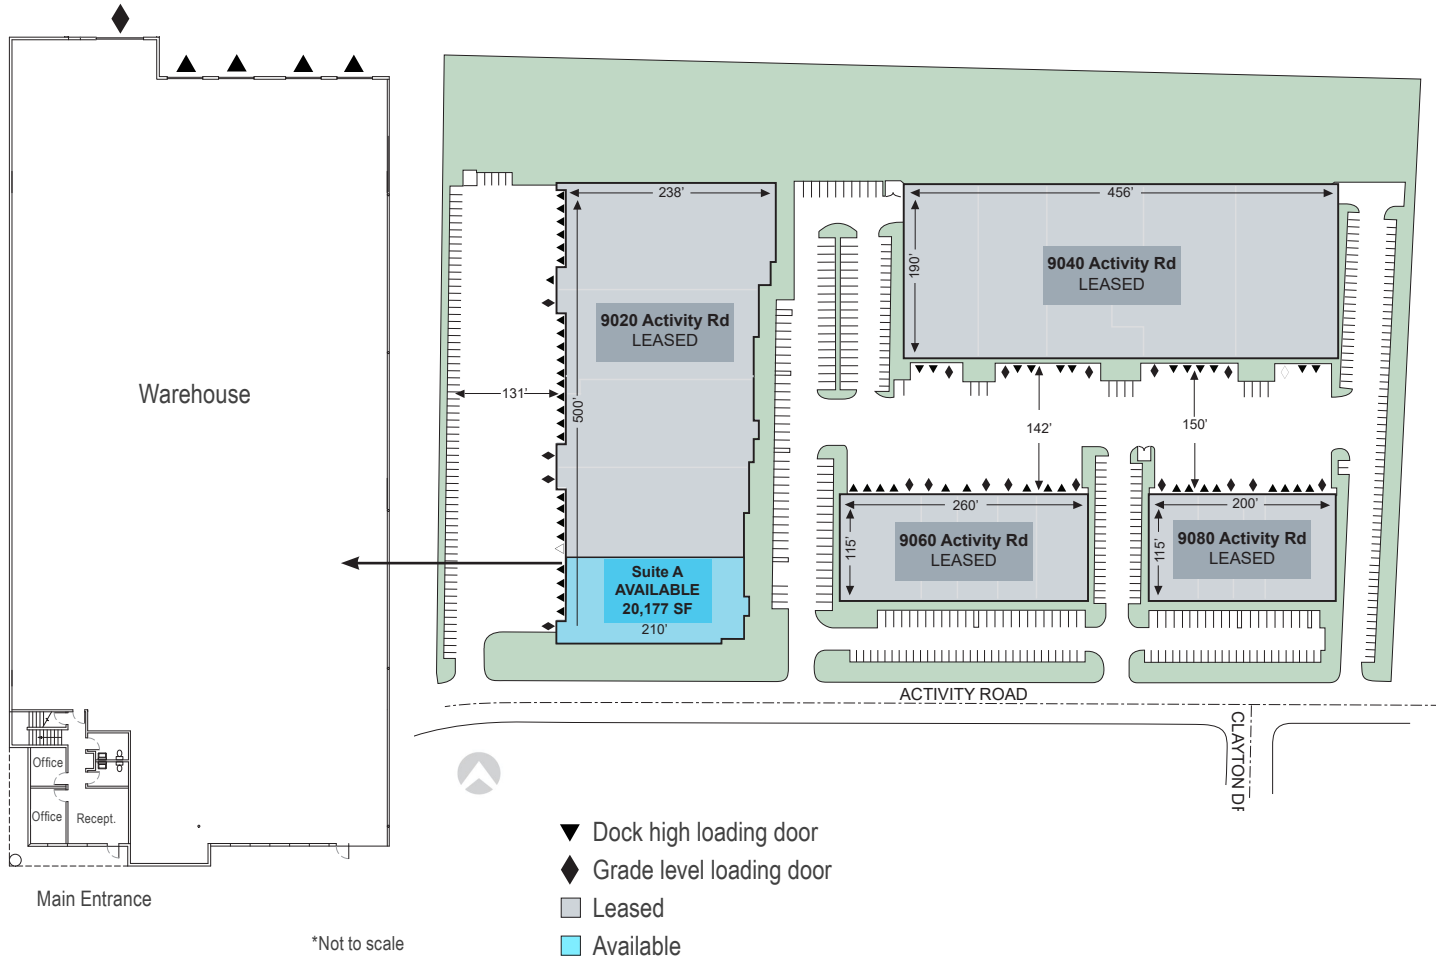 Warehouse
Office
Office
Recept.
Main Entrance
*Not to scale
238'
500'
131'
9020 Activity Rd
LEASED
Suite A
AVAILABLE
20,177 SF
210'
456'
190'
9040 Activity Rd
LEASED
142'
150'
260'
115'
9060 Activity Rd
LEASED
200'
115'
9080 Activity Rd
LEASED
ACTIVITY ROAD
CLAYTON DR
Dock high loading door
Grade level loading door
Leased
Available